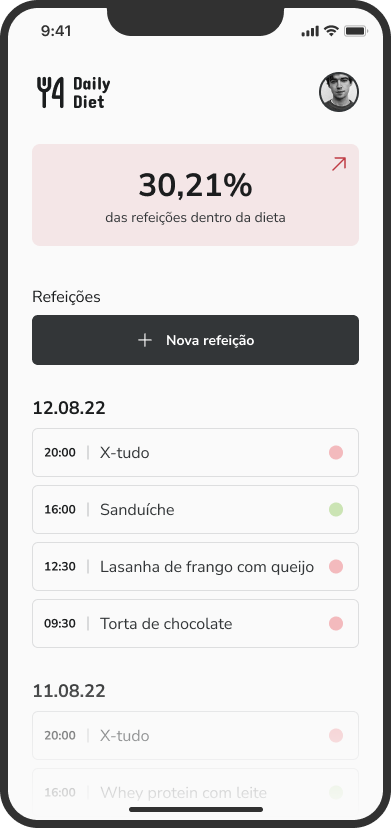 9:41
Daily
Diet
30,21%
das refeições dentro da dieta
Refeições
Nova refeição
12.08.22
20:00 X-tudo
16:00 Sanduíche
12:30 Lasanha de frango com queijo
09:30 Torta de chocolate
11.08.22
20:00 X-tudo
16:00 Whey protein com leite